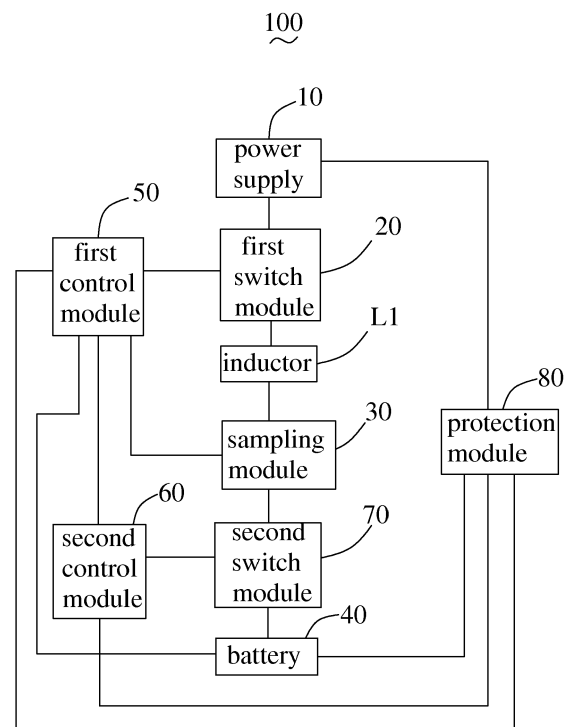 100
10
power
supply
50
first
control
module
20
first
switch
module
L1
inductor
80
protection
module
30
sampling
module
60
second
control
module
70
second
switch
module
40
battery